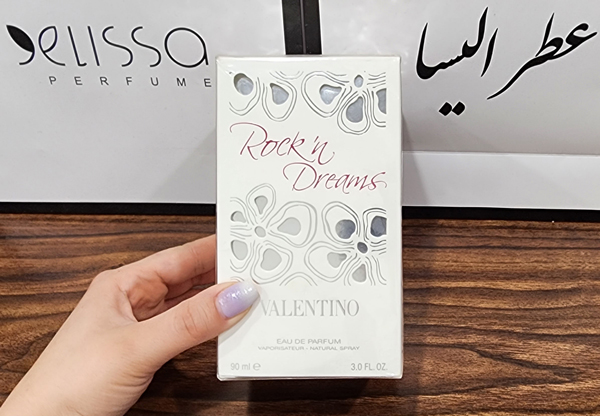 elissa
PERFUME
عطر الیسا
Rock'n
Dreams
VALENTINO
EAU DE PARFUM
VAPORISATEUR - NATURAL SPRAY
90 ml e 3.0 FL. OZ.